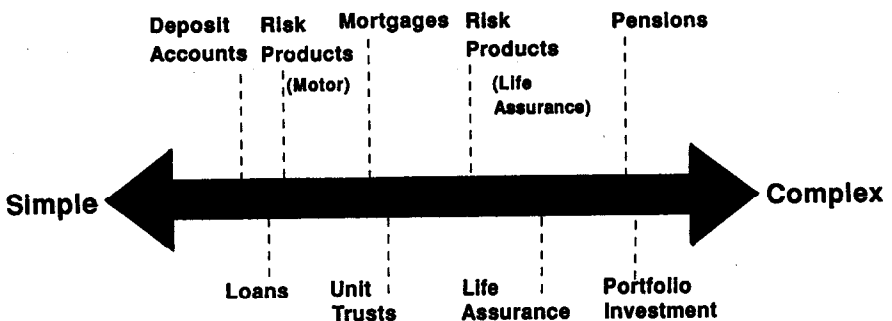 Deposit Accounts
Risk Products
(Motor)
Mortgages
Risk Products
(Life Assurance)
Pensions
Simple
Complex
Loans
Unit Trusts
Life Assurance
Portfolio Investment